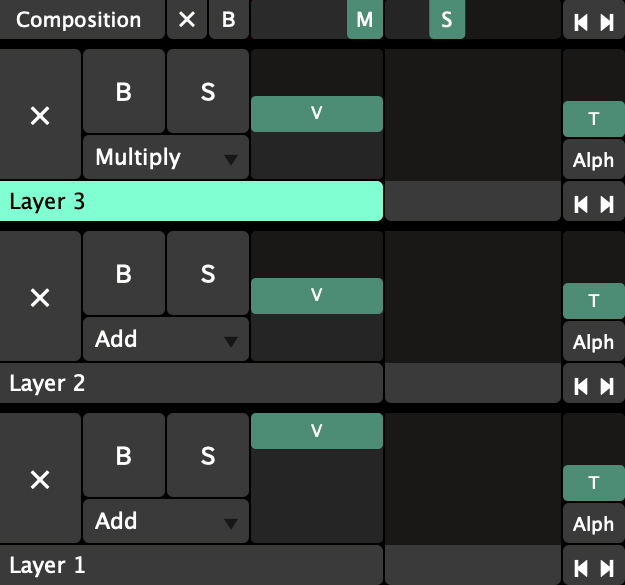 Composition × B M S
B S V
T
Multiply Alph
Layer 3
B S V
T
Add Alph
Layer 2
V
B S
T
Add Alph
Layer 1